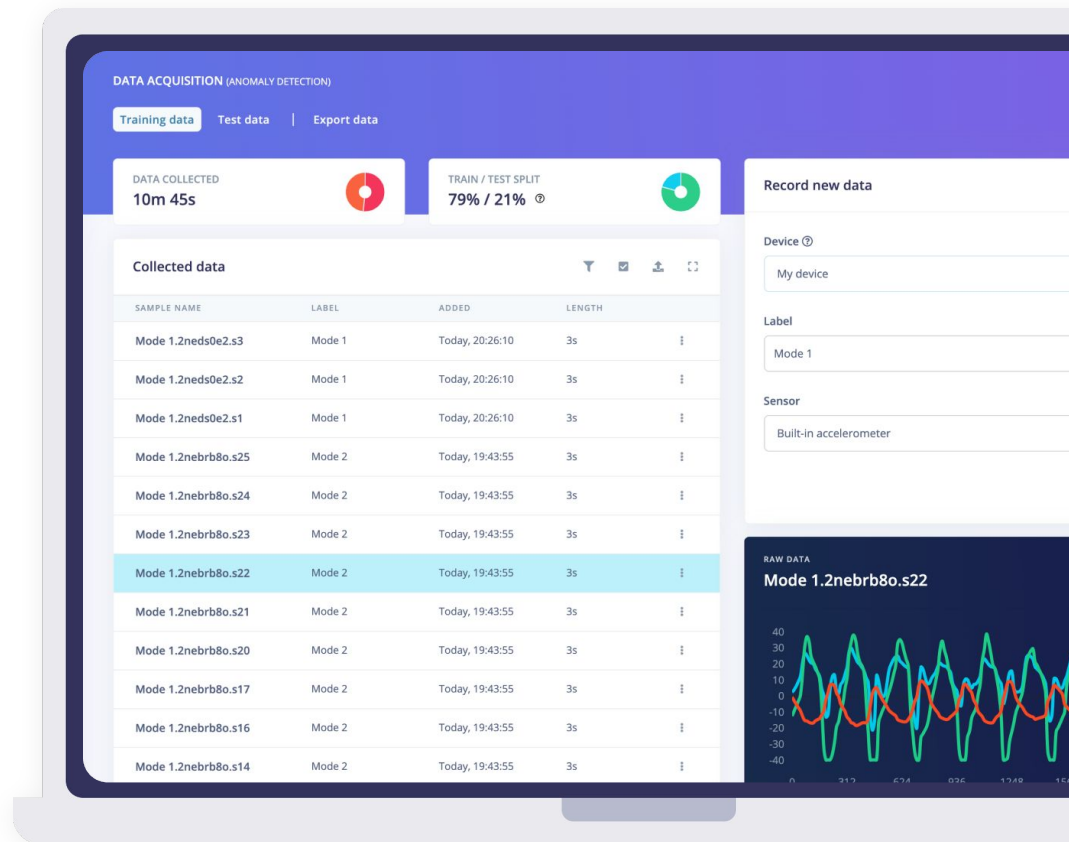 DATA ACQUISITION (ANOMALY DETECTION)
Training data Test data | Export data
DATA COLLECTED
10m 45s
TRAIN / TEST SPLIT
79% / 21%
Collected data
SAMPLE NAME LABEL ADDED LENGTH
Mode 1.2neds0e2.s3 Mode 1 Today, 20:26:10 3s
Mode 1.2neds0e2.s2 Mode 1 Today, 20:26:10 3s
Mode 1.2neds0e2.s1 Mode 1 Today, 20:26:10 3s
Mode 1.2nebrb8o.s25 Mode 2 Today, 19:43:55 3s
Mode 1.2nebrb8o.s24 Mode 2 Today, 19:43:55 3s
Mode 1.2nebrb8o.s23 Mode 2 Today, 19:43:55 3s
Mode 1.2nebrb8o.s22 Mode 2 Today, 19:43:55 3s
Mode 1.2nebrb8o.s21 Mode 2 Today, 19:43:55 3s
Mode 1.2nebrb8o.s20 Mode 2 Today, 19:43:55 3s
Mode 1.2nebrb8o.s17 Mode 2 Today, 19:43:55 3s
Mode 1.2nebrb8o.s16 Mode 2 Today, 19:43:55 3s
Mode 1.2nebrb8o.s14 Mode 2 Today, 19:43:55 3s
Record new data
Device
My device
Label
Mode 1
Sensor
Built-in accelerometer
RAW DATA
Mode 1.2nebrb8o.s22
40
30
20
10
0
-10
-20
-30
-40
0 312 624 936 1248